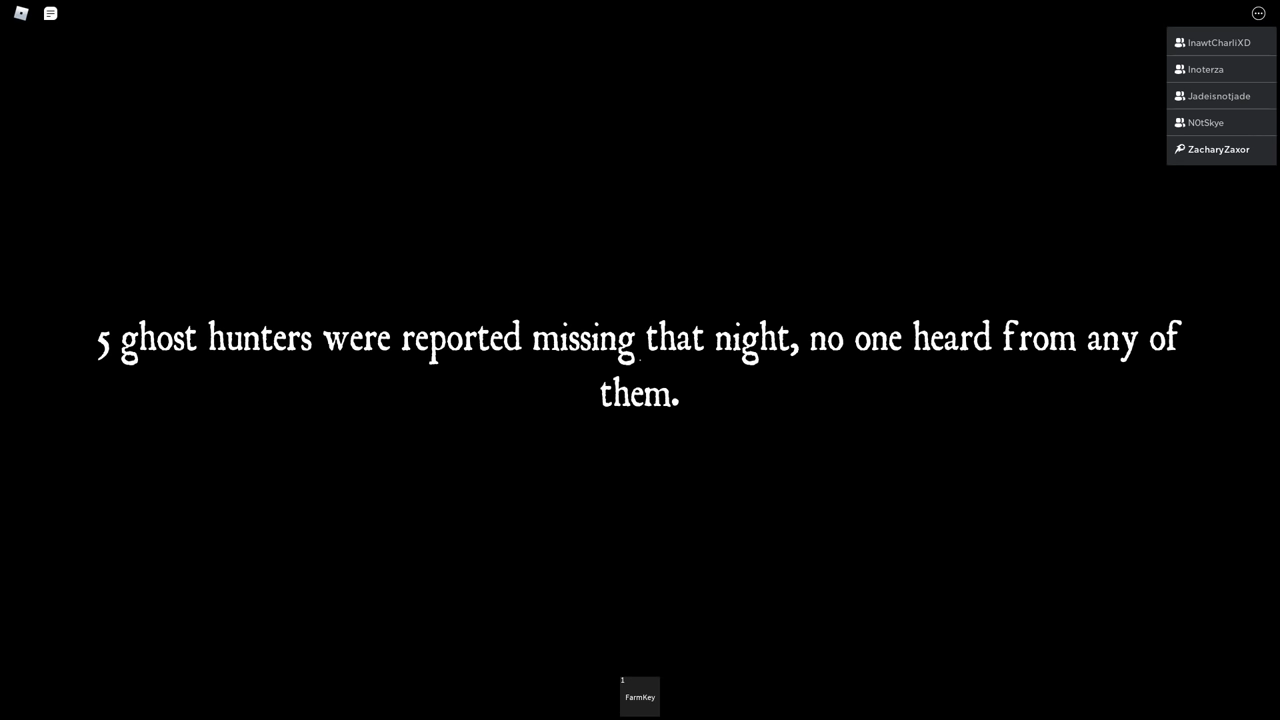 InawtCharliXD
Inoterza
Jadeisnotjade
N0tSkye
ZacharyZaxor
5 ghost hunters were reported missing that night, no one heard from any of
them.
1
FarmKey